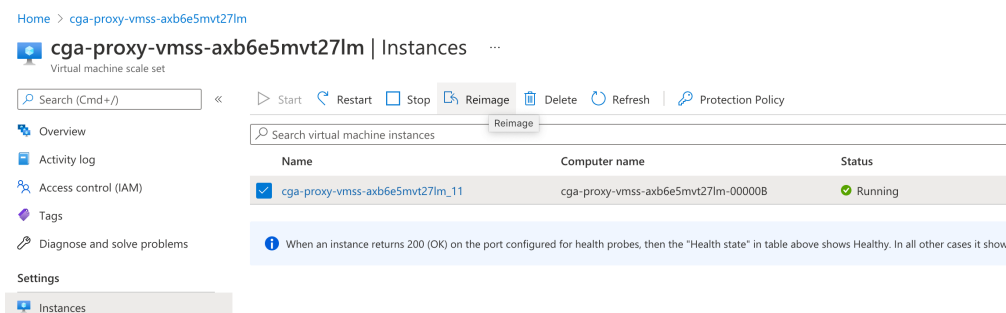 Home > cga-proxy-vmss-axb6e5mvt27lm
cga-proxy-vmss-axb6e5mvt27lm | Instances ...
Virtual machine scale set
Search (Cmd+/) «
Start Restart Stop Reimage Delete Refresh Protection Policy
Reimage
Overview
Activity log
Access control (IAM)
Tags
Diagnose and solve problems
Settings
Instances
Search virtual machine instances
Name Computer name Status
cga-proxy-vmss-axb6e5mvt27lm_11 cga-proxy-vmss-axb6e5mvt27lm-00000B Running
When an instance returns 200 (OK) on the port configured for health probes, then the "Health state" in table above shows Healthy. In all other cases it show